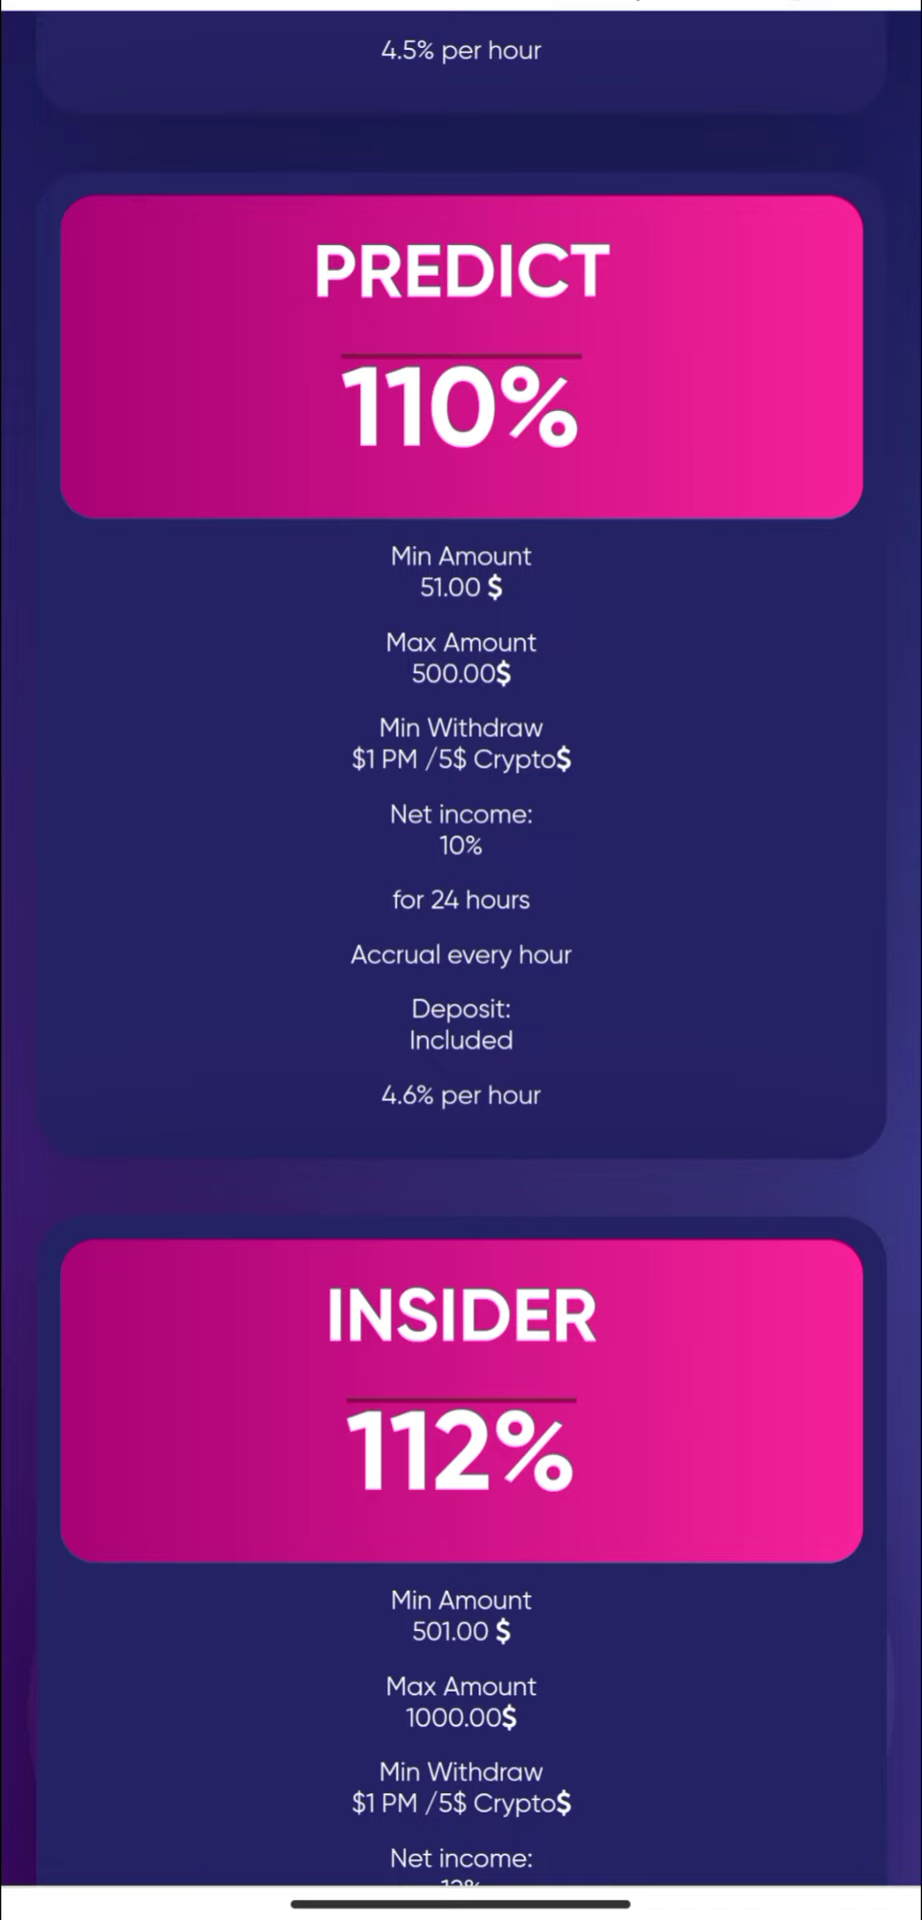 4.5% per hour
PREDICT
110%
Min Amount
51.00 $
Max Amount
500.00$
Min Withdraw
$1 PM /5$ Crypto$
Net income:
10%
for 24 hours
Accrual every hour
Deposit:
Included
4.6% per hour
INSIDER
112%
Min Amount
501.00 $
Max Amount
1000.00$
Min Withdraw
$1 PM /5$ Crypto$
Net income: